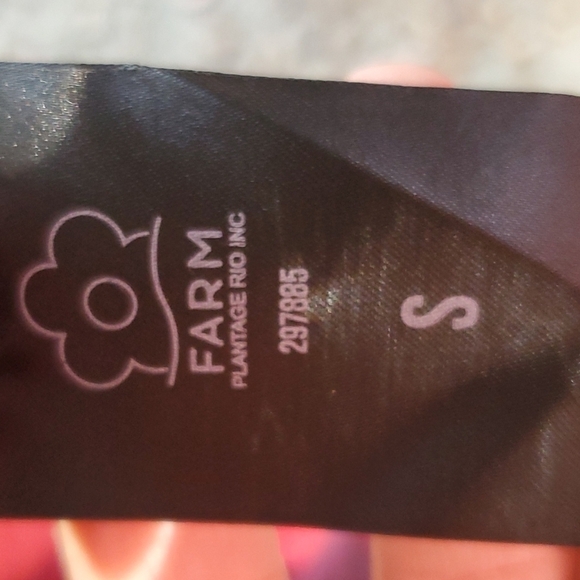 FARM
PLANTAGE RIO INC
297885
S